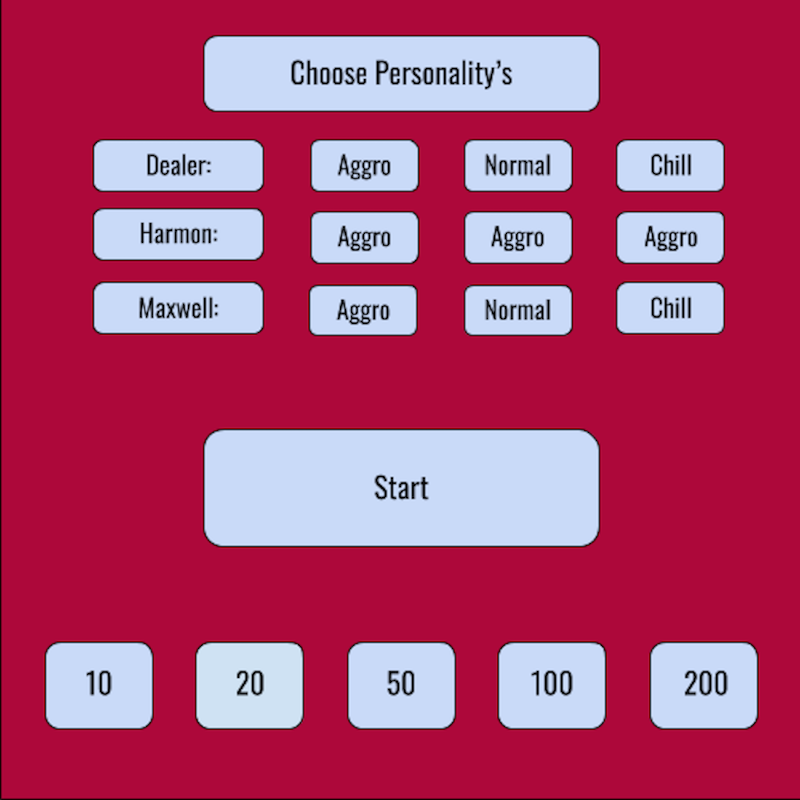 Choose Personality’s
Dealer: Aggro Normal Chill
Harmon: Aggro Aggro Aggro
Maxwell: Aggro Normal Chill
Start
10 20 50 100 200